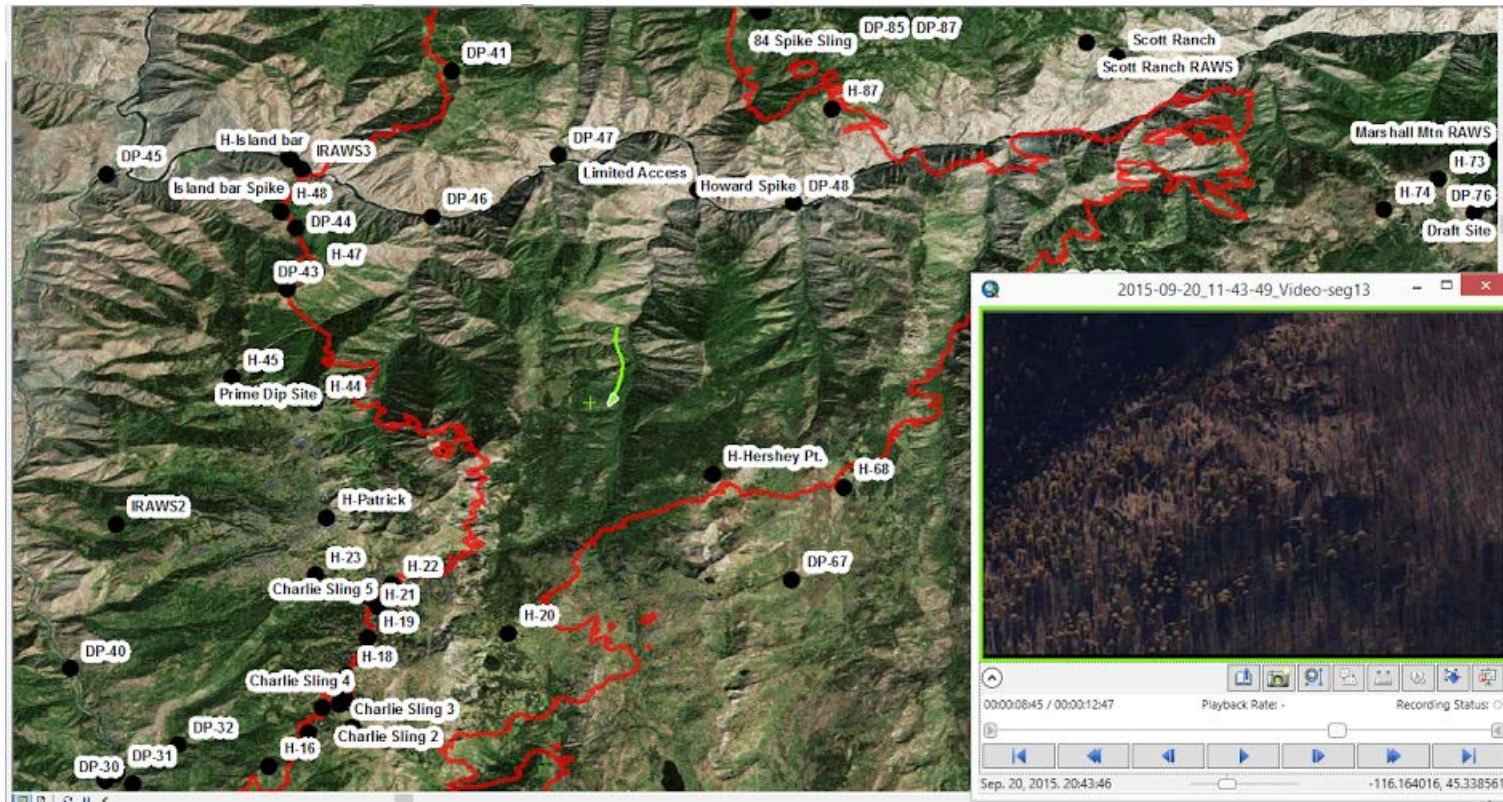 DP-41
84 Spike Sling
DP-85
DP-87
Scott Ranch
Scott Ranch RAWS
H-87
Marshall Mtn RAWS
H-73
H-74
DP-76
Draft Site
H-Island bar
IRAWS3
DP-45
DP-47
Limited Access
Howard Spike
DP-48
Island bar Spike
H-48
DP-46
DP-44
H-47
DP-43
H-45
Prime Dip Site
H-44
H-Hershey Pt.
H-68
H-Patrick
IRAWS2
H-23
H-22
Charlie Sling 5
H-21
DP-67
H-19
H-20
H-18
DP-40
Charlie Sling 4
Charlie Sling 3
Charlie Sling 2
DP-32
H-16
DP-31
DP-30
2015-09-20_11-43-49_Video-seg13
00:00:08:45 / 00:00:12:47
Playback Rate: -
Recording Status:
Sep. 20, 2015. 20:43:46
-116.164016, 45.338561